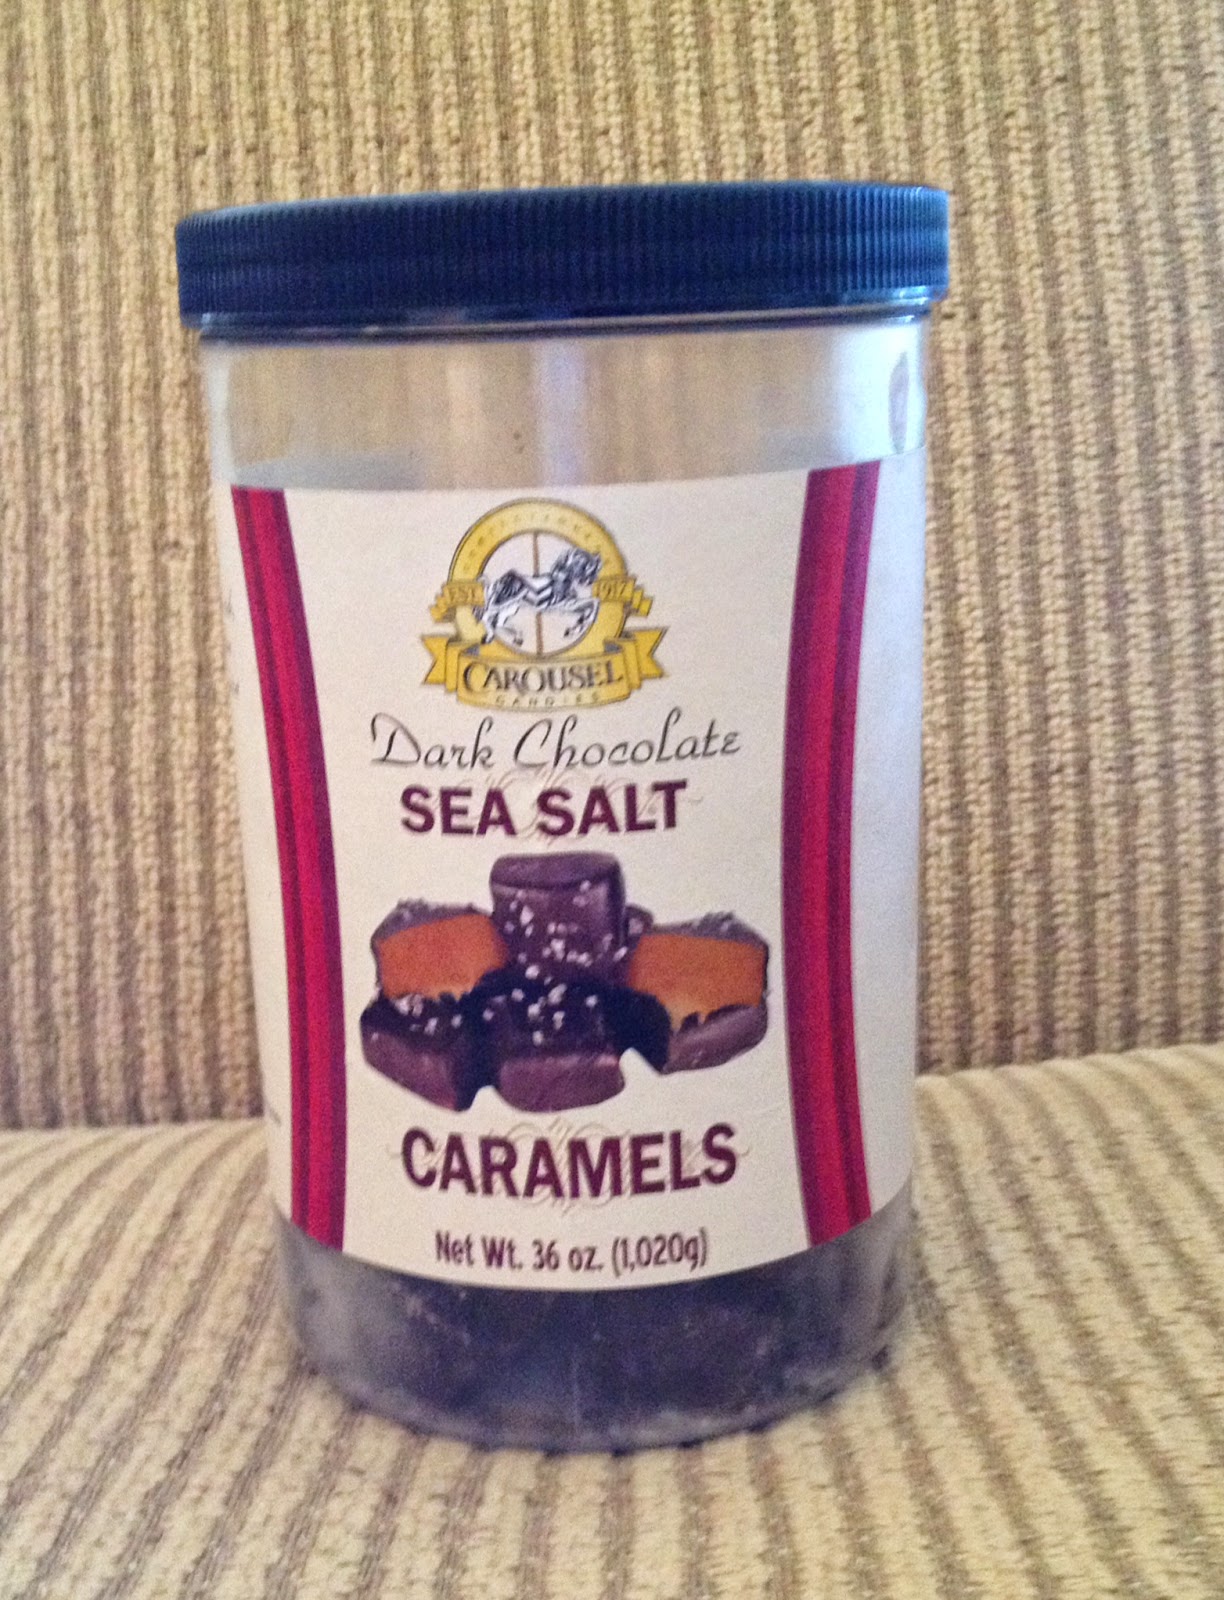 EST. 1917
CAROUSEL
CANDIES
Dark Chocolate
SEA SALT
CARAMELS
Net Wt. 36 oz. (1,020g)